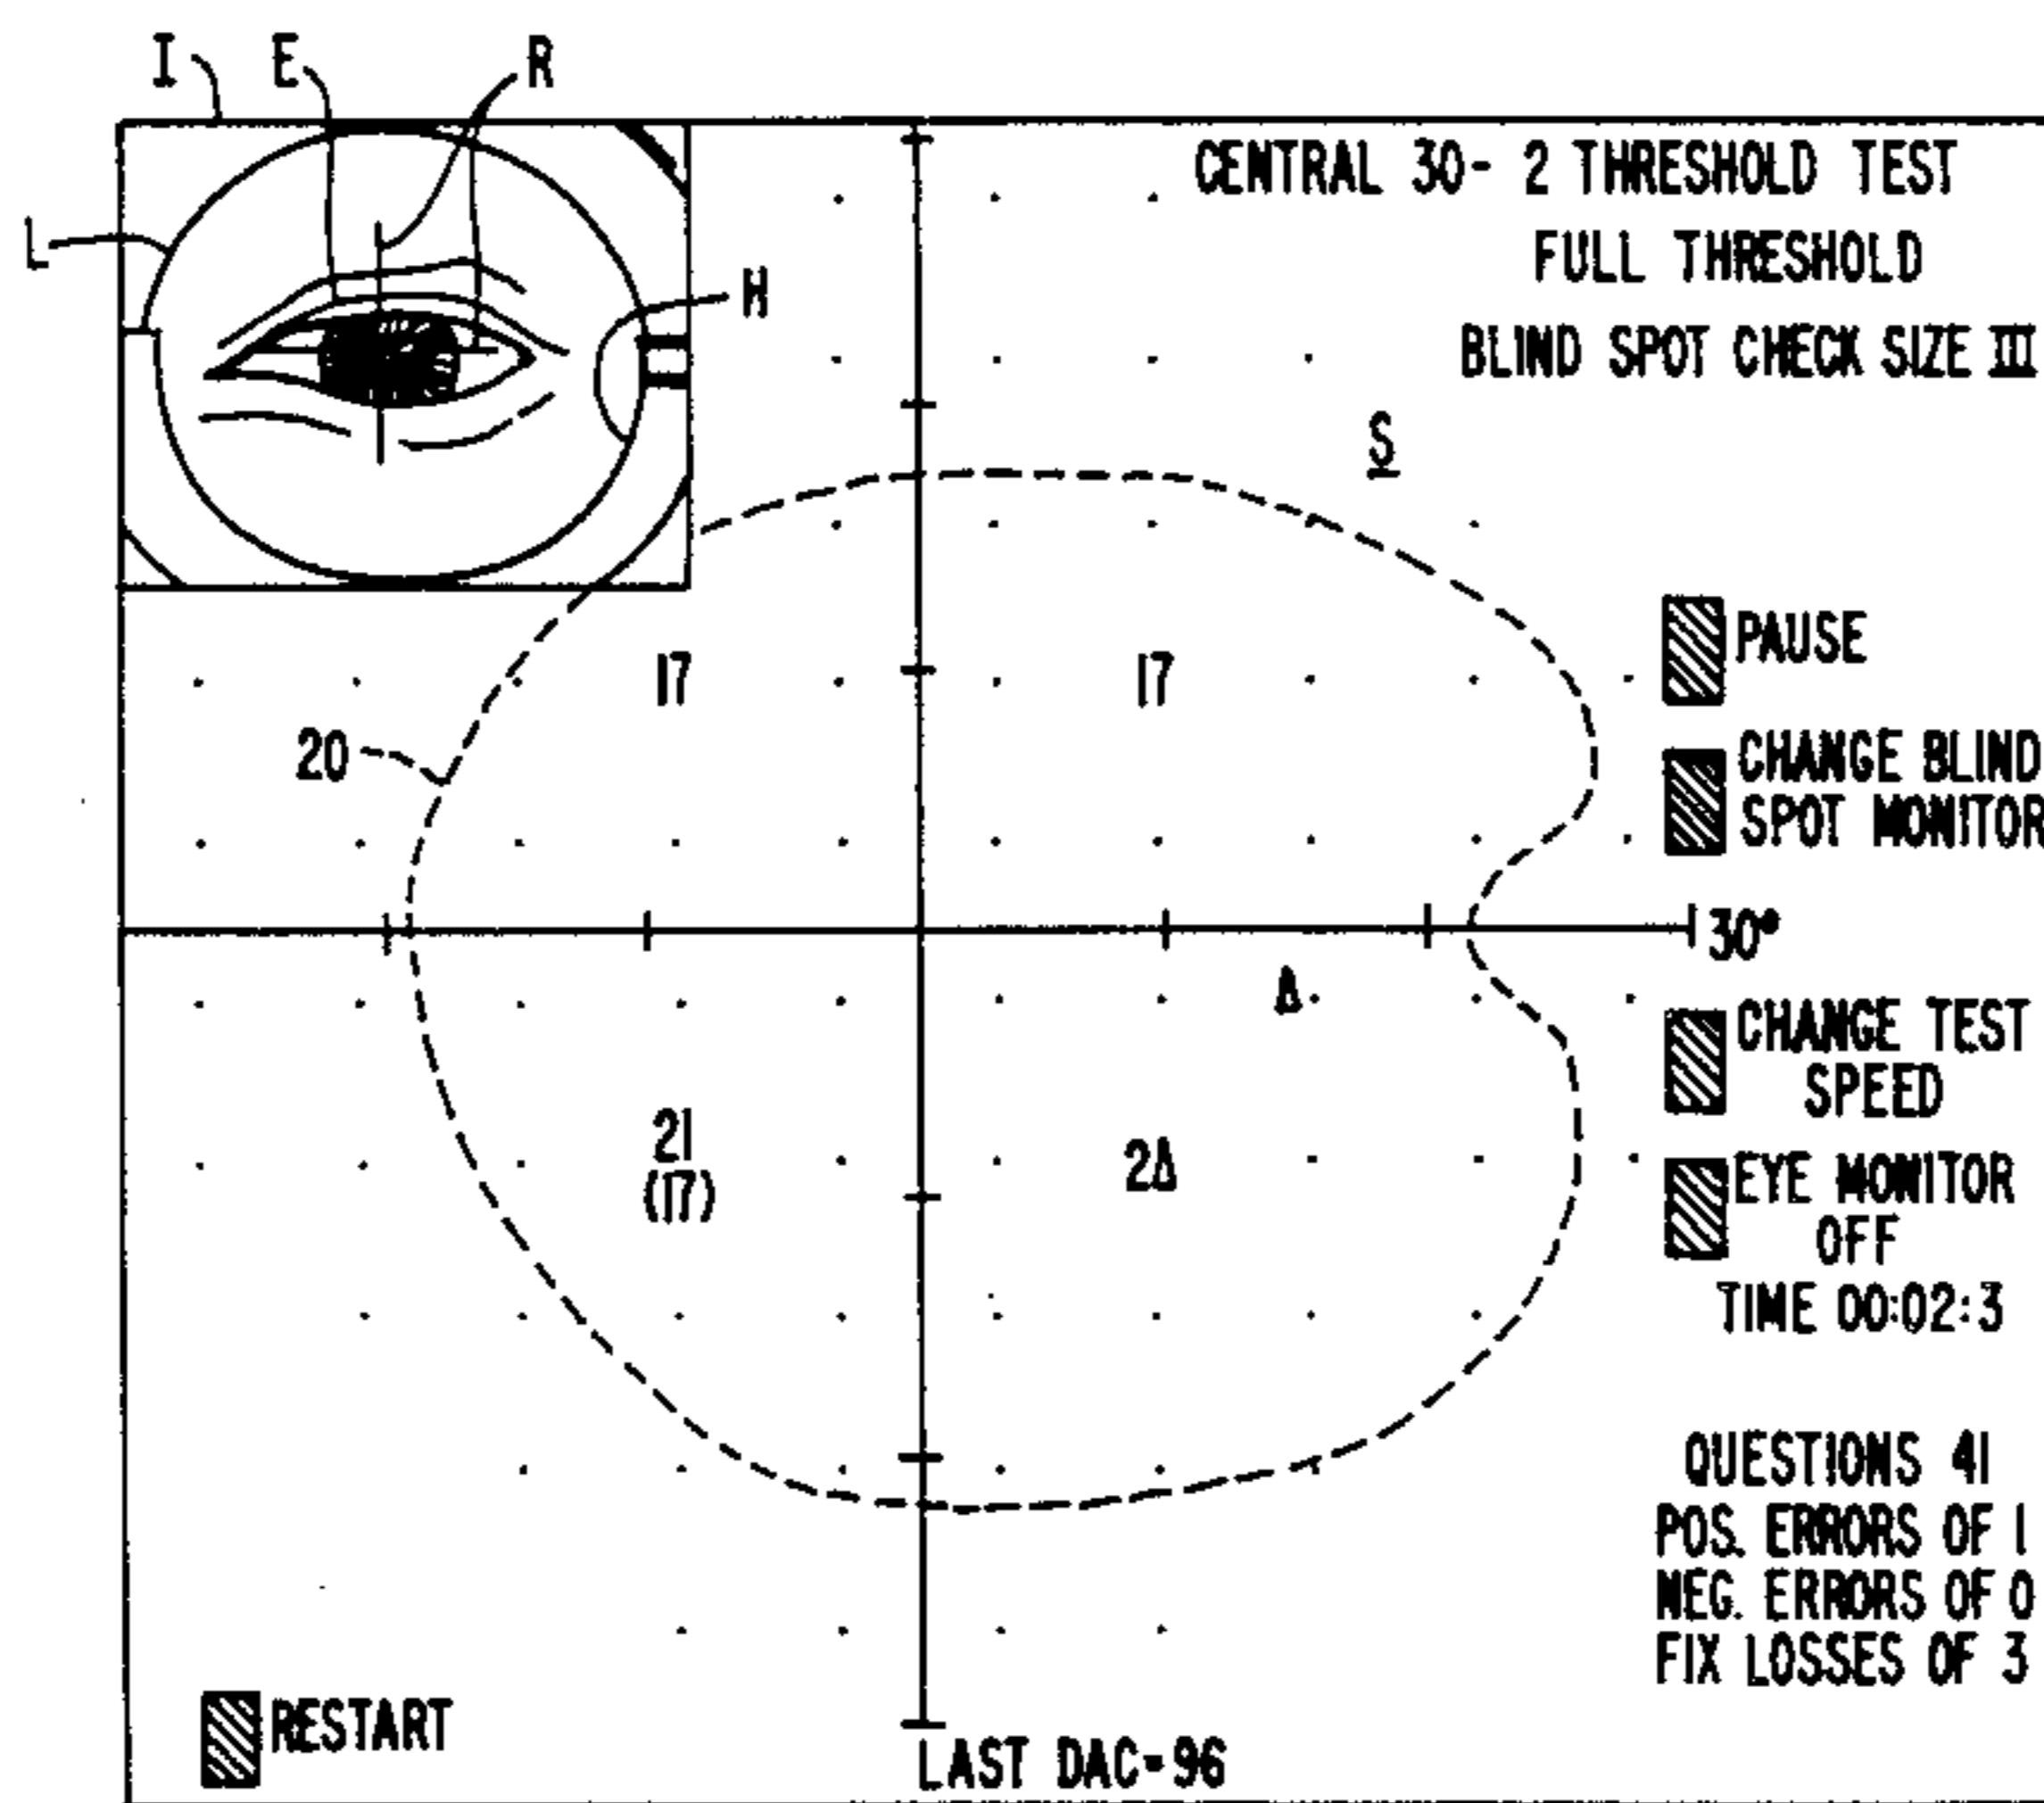 I E R
L
H
CENTRAL 30- 2 THRESHOLD TEST
FULL THRESHOLD
BLIND SPOT CHECK SIZE III
S
17
17
PAUSE
20
CHANGE BLIND
SPOT MONITOR
30°
Δ
CHANGE TEST
SPEED
21
(17)
2Δ
EYE MONITOR
OFF
TIME 00:02:3
QUESTIONS 41
POS. ERRORS OF 1
NEG. ERRORS OF 0
FIX LOSSES OF 3
RESTART
LAST DAC=96